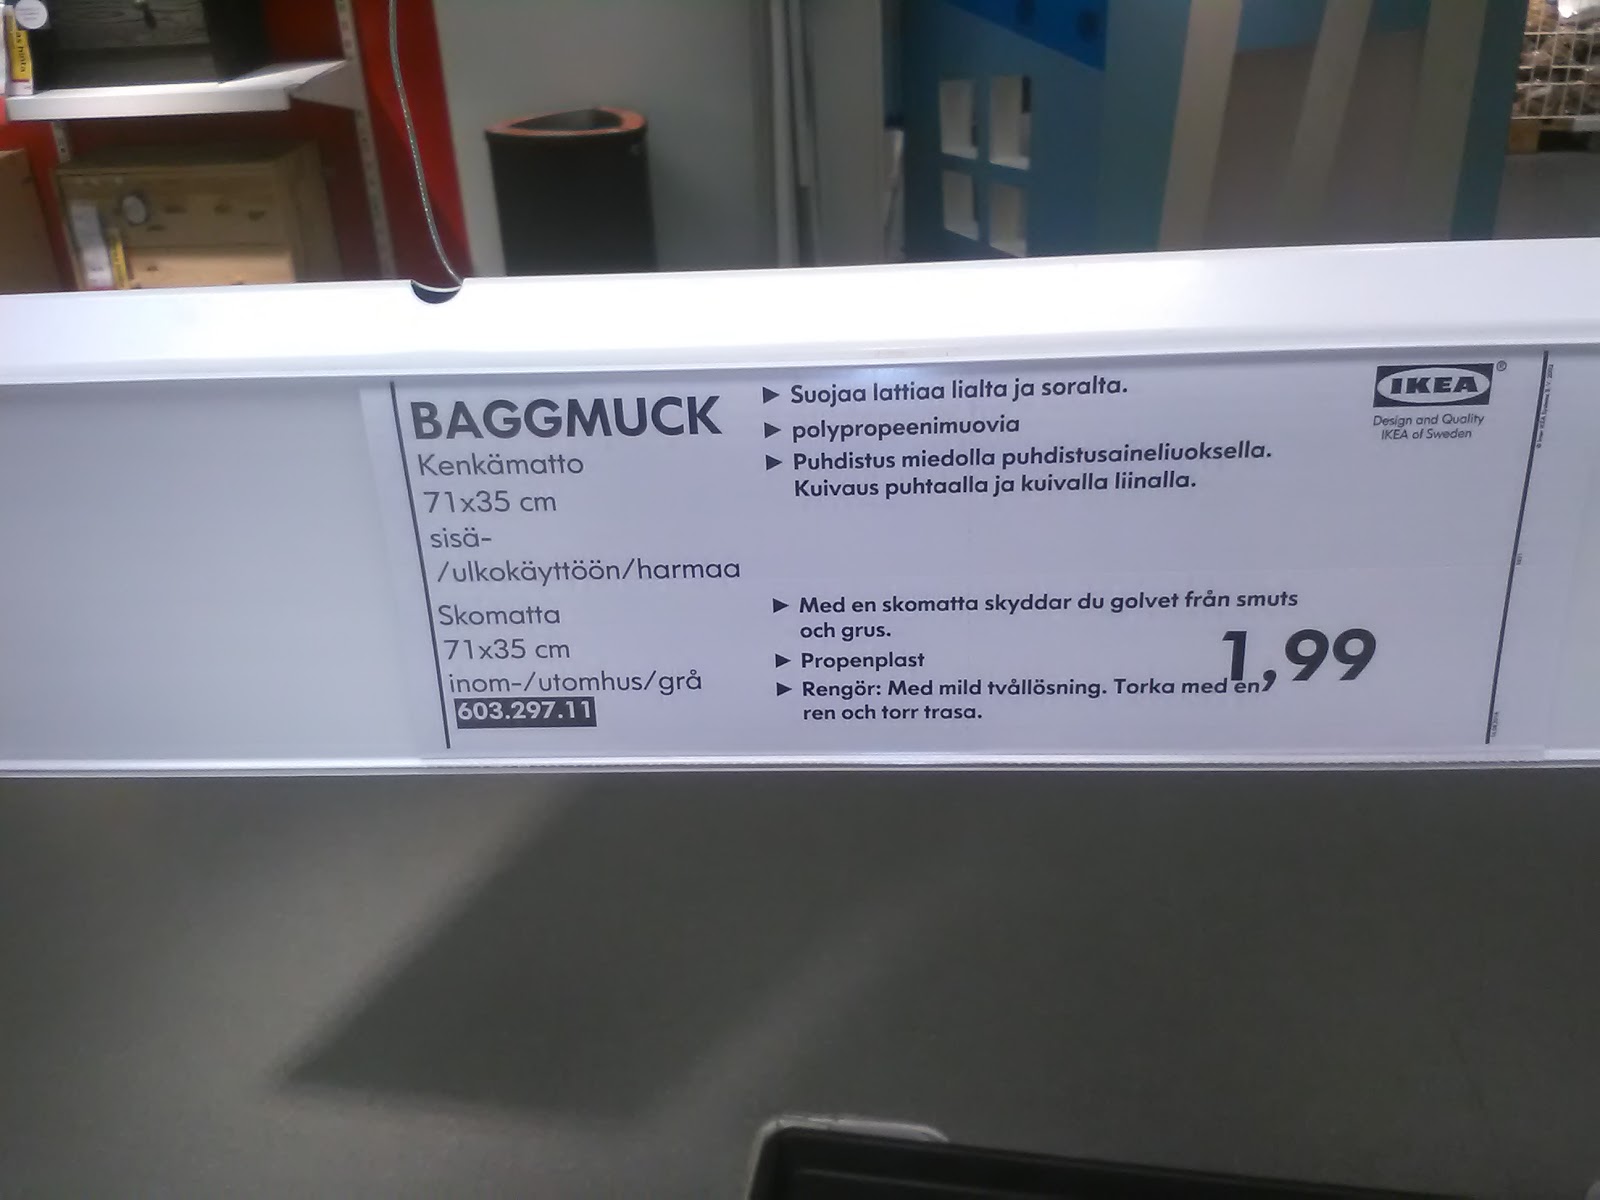 BAGGMUCK
Kenkämatto
71x35 cm
sisä-
/ulkokäyttöön/harmaa
Skomatta
71x35 cm
inom-/utomhus/grå
603.297.11
► Suojaa lattiaa lialta ja soralta.
► polypropeenimuovia
► Puhdistus miedolla puhdistusaineliuoksella.
Kuivaus puhtaalla ja kuivalla liinalla.
► Med en skomatta skyddar du golvet från smuts
och grus.
► Propenplast
► Rengör: Med mild tvållösning. Torka med en
ren och torr trasa.
1,99
IKEA®
Design and Quality
IKEA of Sweden